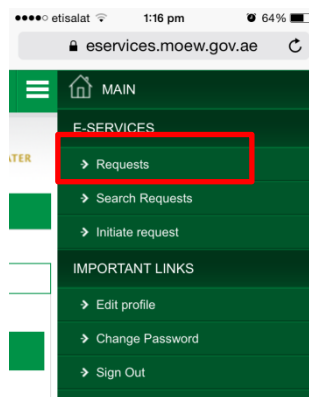 etisalat 1:16 pm 64%
eservices.moew.gov.ae
MAIN
E-SERVICES
ATER
Requests
Search Requests
Initiate request
IMPORTANT LINKS
Edit profile
Change Password
Sign Out